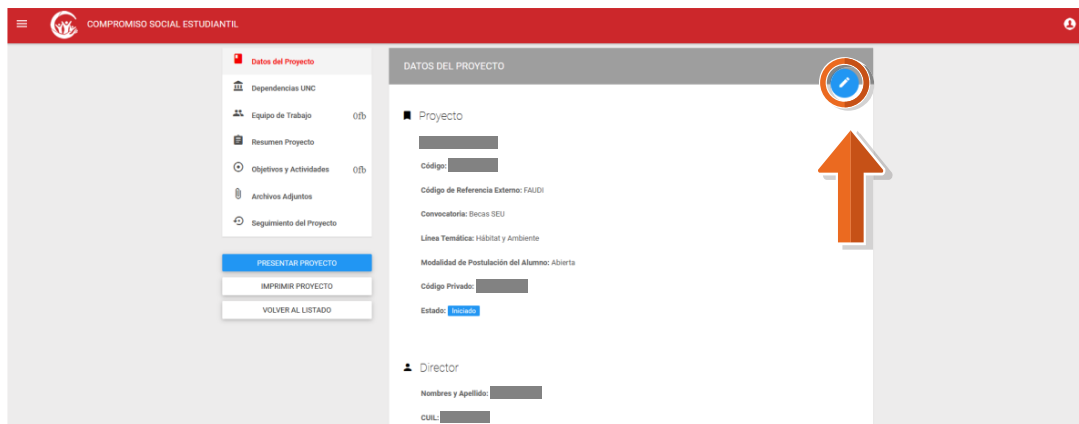 COMPROMISO SOCIAL ESTUDIANTIL
Datos del Proyecto
Dependencias UNC
Equipo de Trabajo 0fb
Resumen Proyecto
Objetivos y Actividades 0fb
Archivos Adjuntos
Seguimiento del Proyecto
PRESENTAR PROYECTO
IMPRIMIR PROYECTO
VOLVER AL LISTADO
DATOS DEL PROYECTO
Proyecto
Código:
Código de Referencia Externo: FAUDI
Convocatoria: Becas SEU
Línea Temática: Hábitat y Ambiente
Modalidad de Postulación del Alumno: Abierta
Código Privado:
Estado: Iniciado
Director
Nombres y Apellido:
CUIL: